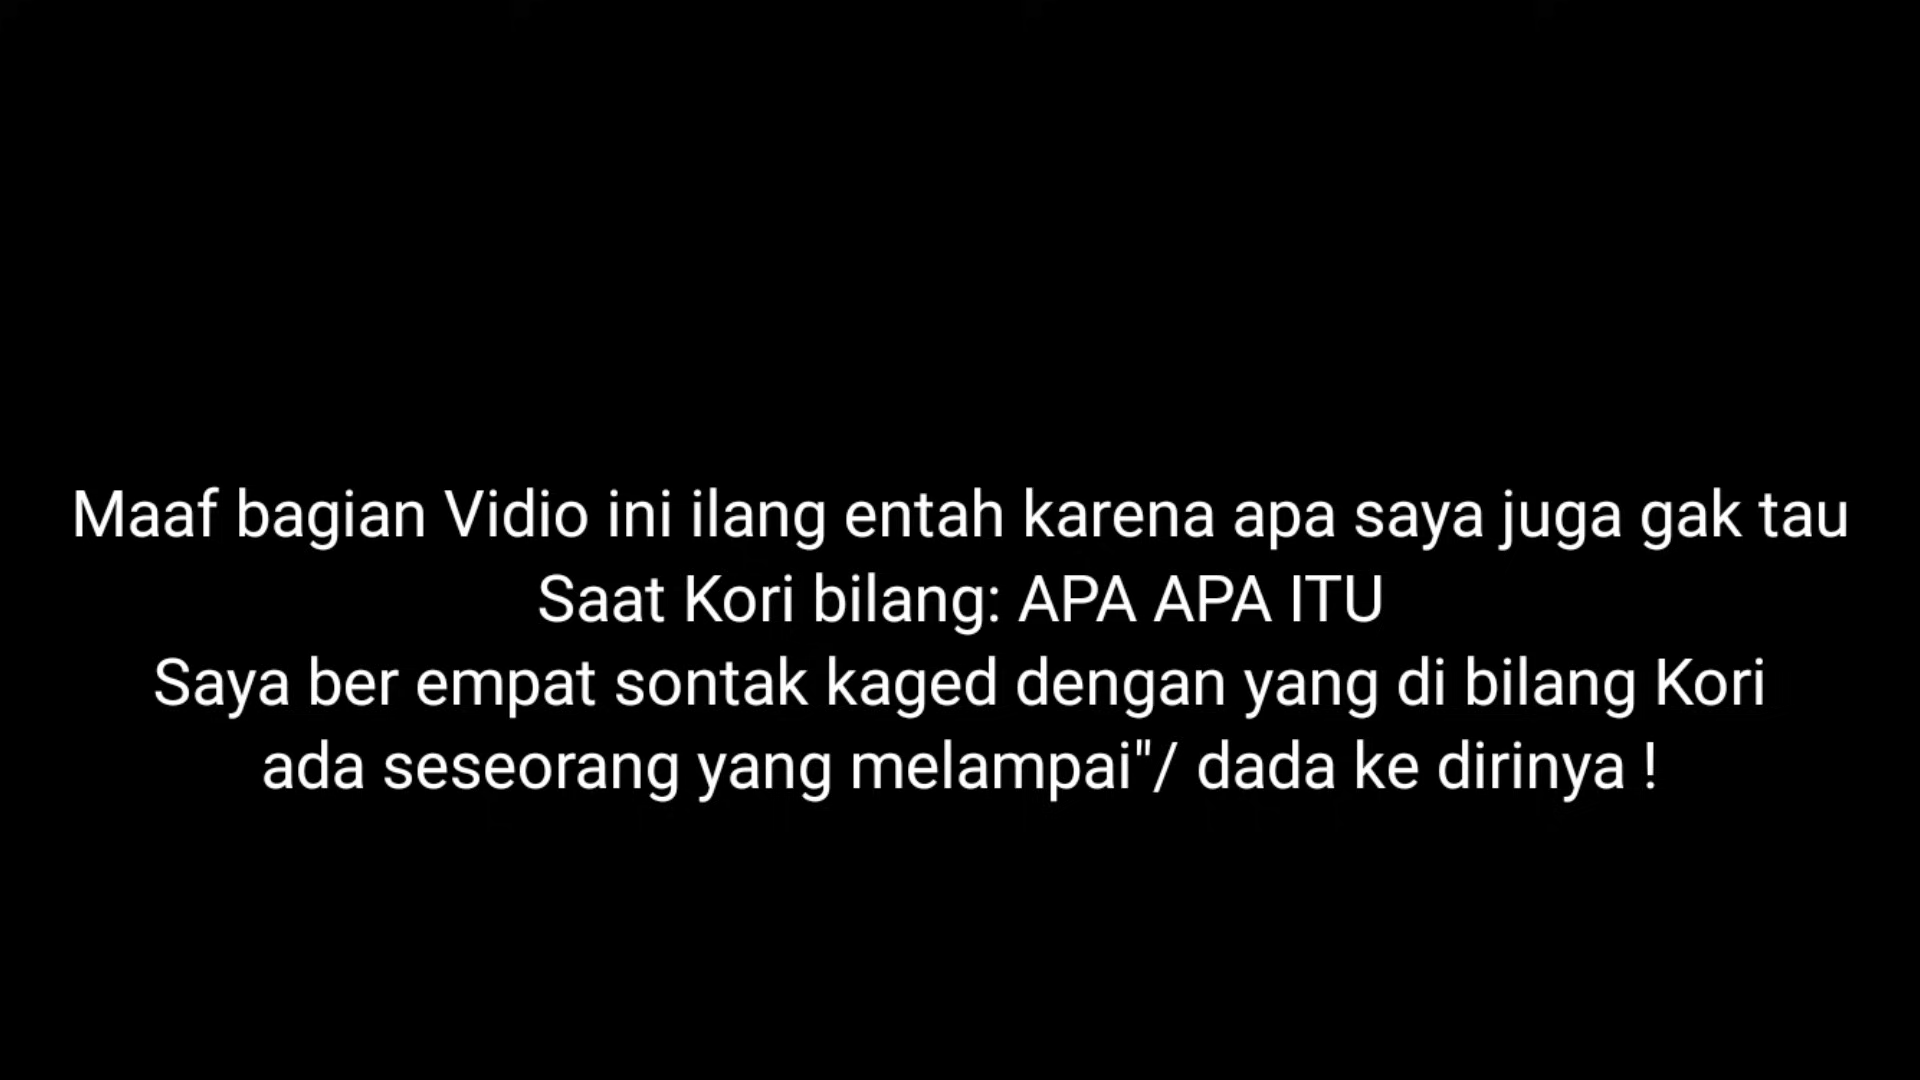 Maaf bagian Vidio ini ilang entah karena apa saya juga gak tau
Saat Kori bilang: APA APA ITU
Saya ber empat sontak kaged dengan yang di bilang Kori
ada seseorang yang melampai"/ dada ke dirinya !